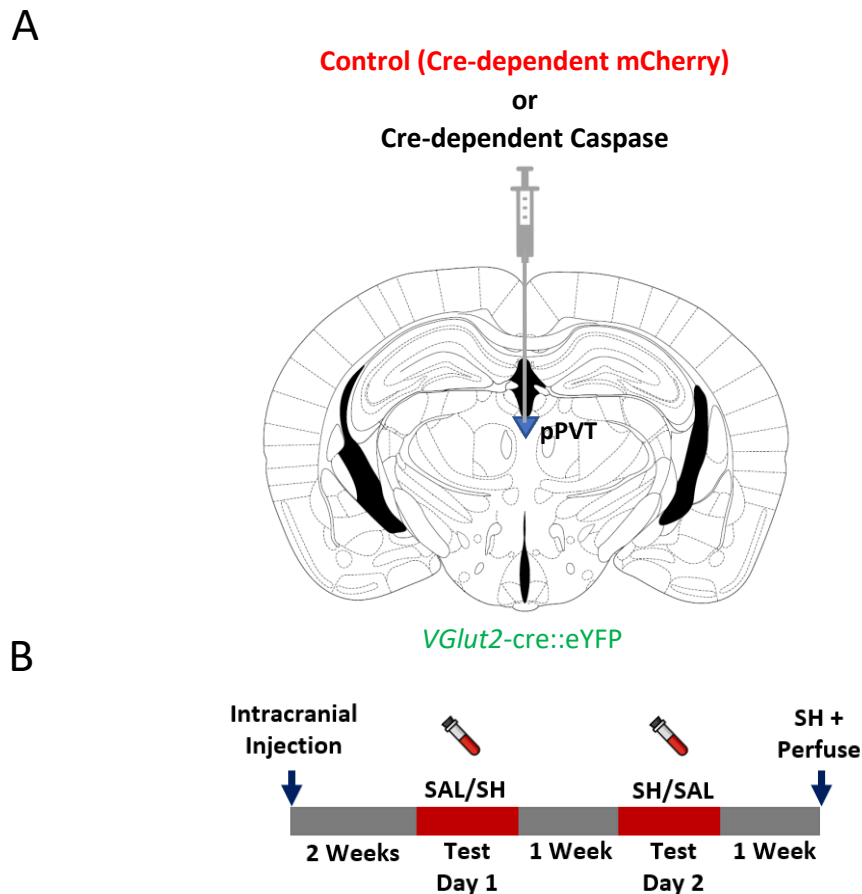 A
Control (Cre-dependent mCherry)
or
Cre-dependent Caspase
pPVT
VGlut2-cre::eYFP
B
Intracranial
Injection
SAL/SH
SH/SAL
SH +
Perfuse
2 Weeks
Test
Day 1
1 Week
Test
Day 2
1 Week